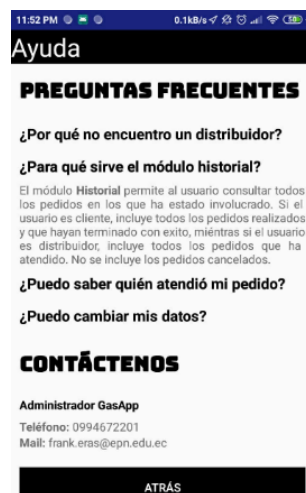 11:52 PM 0.1kB/s 50
Ayuda
PREGUNTAS FRECUENTES
¿Por qué no encuentro un distribuidor?
¿Para qué sirve el módulo historial?
El módulo Historial permite al usuario consultar todos
los pedidos en los que ha estado involucrado. Si el
usuario es cliente, incluye todos los pedidos realizados
y que hayan terminado con exito, miéntras si el usuario
es distribuidor, incluye todos los pedidos que ha
atendido. No se incluye los pedidos cancelados.
¿Puedo saber quién atendió mi pedido?
¿Puedo cambiar mis datos?
CONTÁCTENOS
Administrador GasApp
Teléfono: 0994672201
Mail: frank.eras@epn.edu.ec
ATRÁS